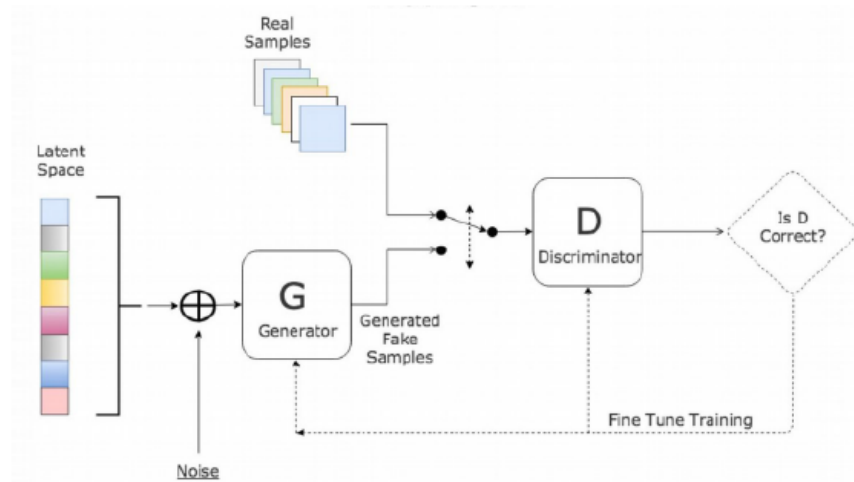 Real
Samples
Latent
Space
Is D
Correct?
D
Discriminator
G
Generator
Generated
Fake
Samples
Fine Tune Training
Noise